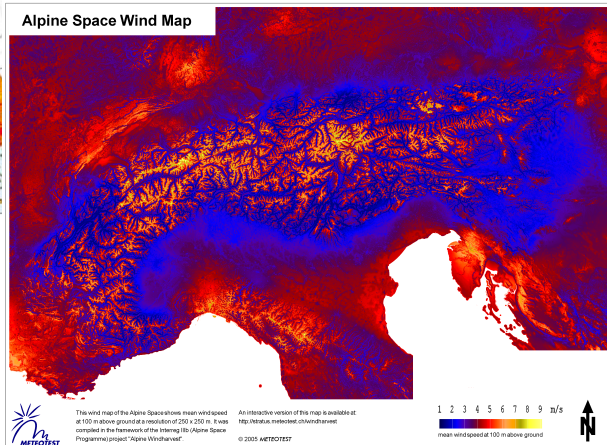 Alpine Space Wind Map
This wind map of the Alpine Space shows mean wind speed
at 100 m above ground at a resolution of 250 x 250 m. It was
compiled in the framework of the Interreg IIIb (Alpine Space
Programme) project "Alpine Windharvest".
An interactive version of this map is available at:
http://stratus.meteotest.ch/windharvest
© 2005 METEOTEST
METEOTEST
1 2 3 4 5 6 7 8 9 m/s
mean wind speed at 100 m above ground
N